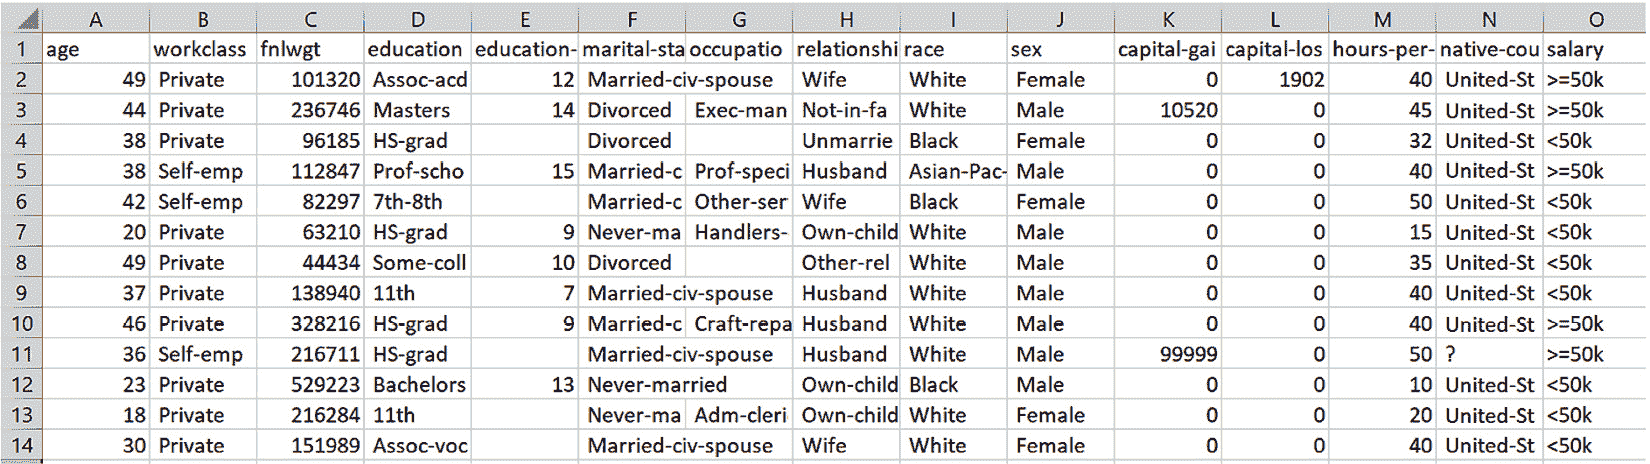 A B C D E F G H I J K L M N O
1 age workclass fnlwgt education education- marital-sta occupatio relationshi race sex capital-gai capital-los hours-per- native-cou salary
2 49 Private 101320 Assoc-acd 12 Married-civ-spouse Wife White Female 0 1902 40 United-St >=50k
3 44 Private 236746 Masters 14 Divorced Exec-man Not-in-fa White Male 10520 0 45 United-St >=50k
4 38 Private 96185 HS-grad Divorced Unmarrie Black Female 0 0 32 United-St <50k
5 38 Self-emp 112847 Prof-scho 15 Married-c Prof-speci Husband Asian-Pac- Male 0 0 40 United-St >=50k
6 42 Self-emp 82297 7th-8th Married-c Other-ser Wife Black Female 0 0 50 United-St <50k
7 20 Private 63210 HS-grad 9 Never-ma Handlers- Own-child White Male 0 0 15 United-St <50k
8 49 Private 44434 Some-coll 10 Divorced Other-rel White Male 0 0 35 United-St <50k
9 37 Private 138940 11th 7 Married-civ-spouse Husband White Male 0 0 40 United-St <50k
10 46 Private 328216 HS-grad 9 Married-c Craft-repa Husband White Male 0 0 40 United-St >=50k
11 36 Self-emp 216711 HS-grad Married-civ-spouse Husband White Male 99999 0 50 ? >=50k
12 23 Private 529223 Bachelors 13 Never-married Own-child Black Male 0 0 10 United-St <50k
13 18 Private 216284 11th Never-ma Adm-cleri Own-child White Female 0 0 20 United-St <50k
14 30 Private 151989 Assoc-voc Married-civ-spouse Wife White Female 0 0 40 United-St <50k